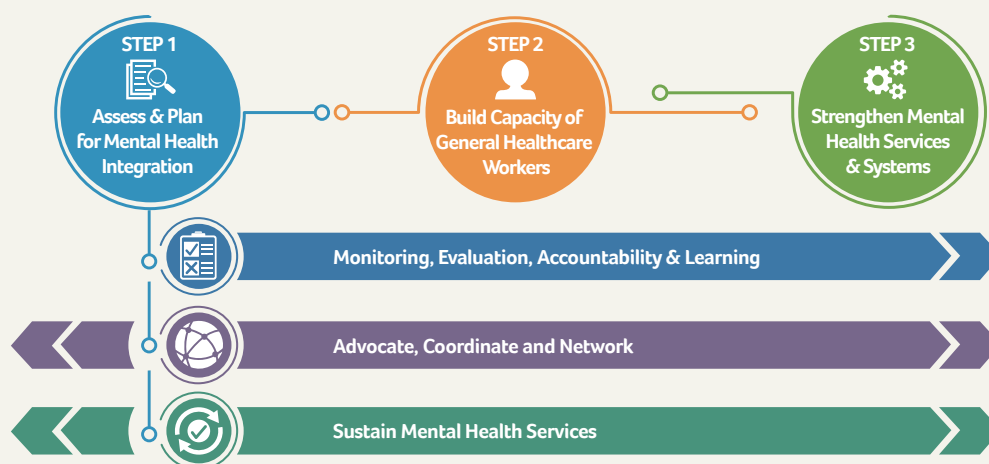 STEP 1
Assess & Plan
for Mental Health
Integration
STEP 2
Build Capacity of
General Healthcare
Workers
STEP 3
Strengthen Mental
Health Services
& Systems
Monitoring, Evaluation, Accountability & Learning
Advocate, Coordinate and Network
Sustain Mental Health Services